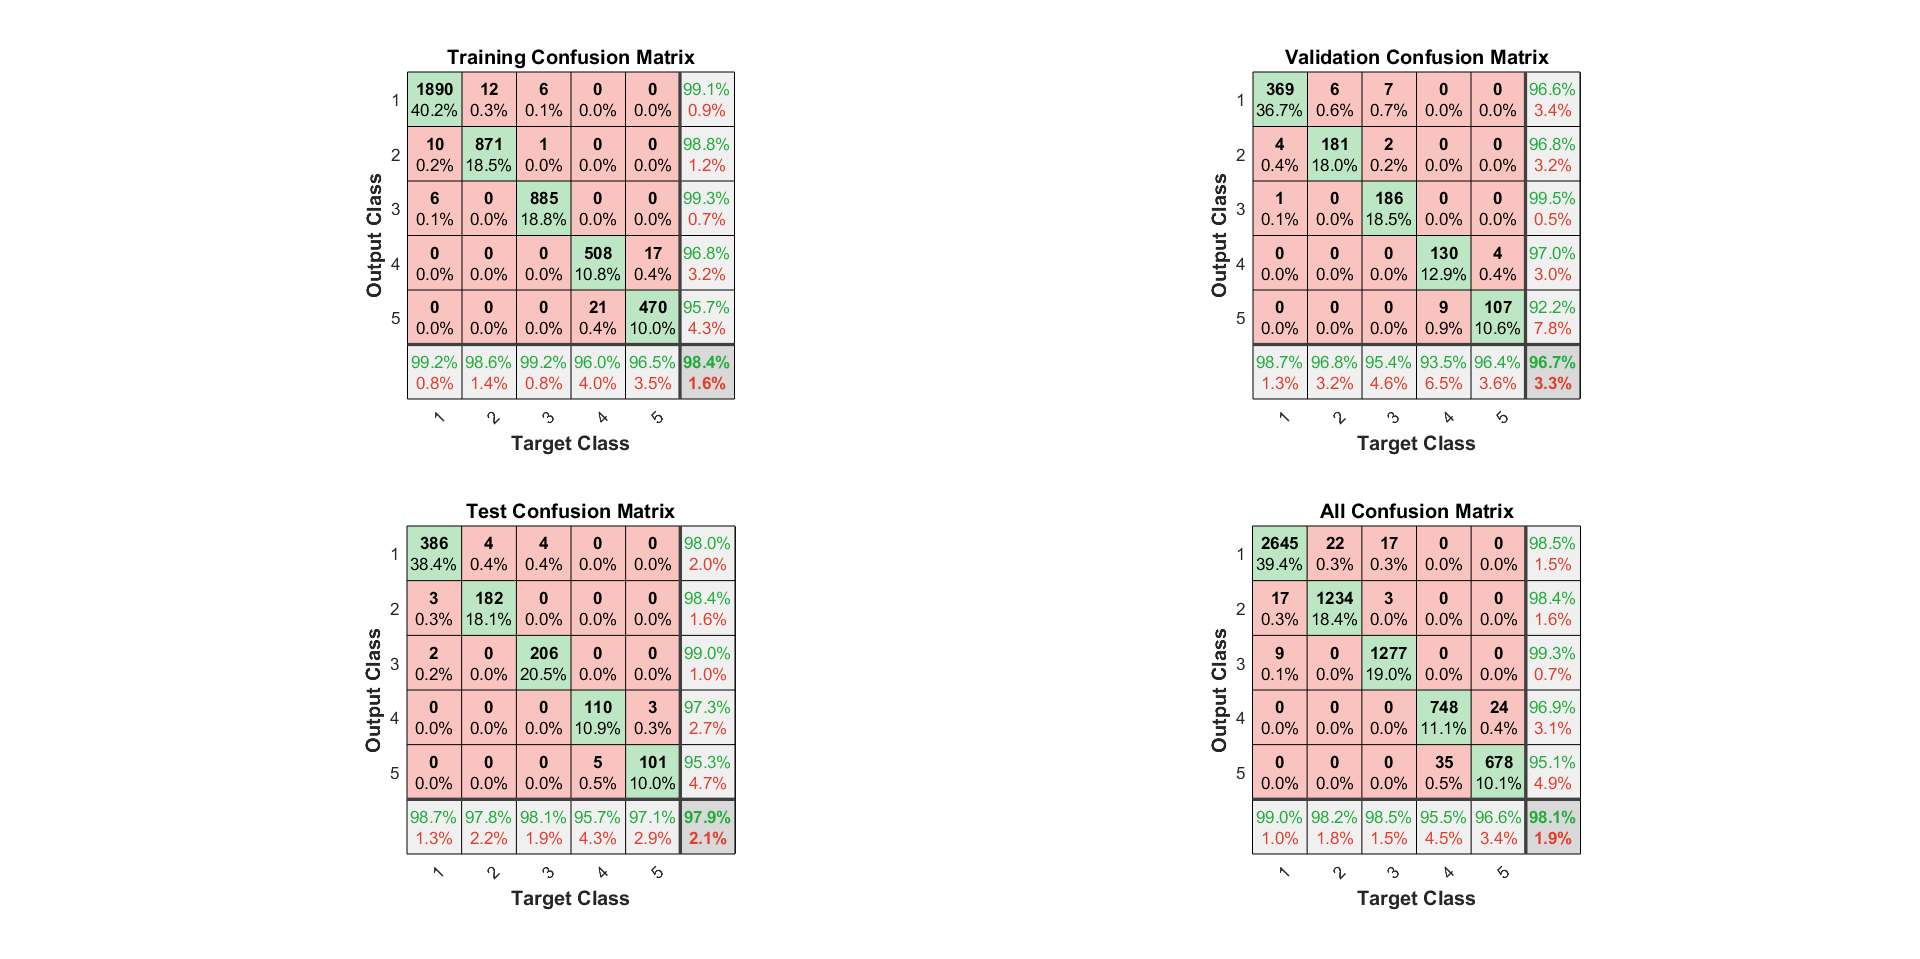 Training Confusion Matrix
1890 12 6 0 0 99.1%
40.2% 0.3% 0.1% 0.0% 0.0% 0.9%
1
10 871 1 0 0 98.8%
0.2% 18.5% 0.0% 0.0% 0.0% 1.2%
2
6 0 885 0 0 99.3%
0.1% 0.0% 18.8% 0.0% 0.0% 0.7%
3
0 0 0 508 17 96.8%
0.0% 0.0% 0.0% 10.8% 0.4% 3.2%
4
0 0 0 21 470 95.7%
0.0% 0.0% 0.0% 0.4% 10.0% 4.3%
5
99.2% 98.6% 99.2% 96.0% 96.5% 98.4%
0.8% 1.4% 0.8% 4.0% 3.5% 1.6%
1 2 3 4 5
Target Class
Output Class
Validation Confusion Matrix
369 6 7 0 0 96.6%
36.7% 0.6% 0.7% 0.0% 0.0% 3.4%
1
4 181 2 0 0 96.8%
0.4% 18.0% 0.2% 0.0% 0.0% 3.2%
2
1 0 186 0 0 99.5%
0.1% 0.0% 18.5% 0.0% 0.0% 0.5%
3
0 0 0 130 4 97.0%
0.0% 0.0% 0.0% 12.9% 0.4% 3.0%
4
0 0 0 9 107 92.2%
0.0% 0.0% 0.0% 0.9% 10.6% 7.8%
5
98.7% 96.8% 95.4% 93.5% 96.4% 96.7%
1.3% 3.2% 4.6% 6.5% 3.6% 3.3%
1 2 3 4 5
Target Class
Output Class
Test Confusion Matrix
386 4 4 0 0 98.0%
38.4% 0.4% 0.4% 0.0% 0.0% 2.0%
1
3 182 0 0 0 98.4%
0.3% 18.1% 0.0% 0.0% 0.0% 1.6%
2
2 0 206 0 0 99.0%
0.2% 0.0% 20.5% 0.0% 0.0% 1.0%
3
0 0 0 110 3 97.3%
0.0% 0.0% 0.0% 10.9% 0.3% 2.7%
4
0 0 0 5 101 95.3%
0.0% 0.0% 0.0% 0.5% 10.0% 4.7%
5
98.7% 97.8% 98.1% 95.7% 97.1% 97.9%
1.3% 2.2% 1.9% 4.3% 2.9% 2.1%
1 2 3 4 5
Target Class
Output Class
All Confusion Matrix
2645 22 17 0 0 98.5%
39.4% 0.3% 0.3% 0.0% 0.0% 1.5%
1
17 1234 3 0 0 98.4%
0.3% 18.4% 0.0% 0.0% 0.0% 1.6%
2
9 0 1277 0 0 99.3%
0.1% 0.0% 19.0% 0.0% 0.0% 0.7%
3
0 0 0 748 24 96.9%
0.0% 0.0% 0.0% 11.1% 0.4% 3.1%
4
0 0 0 35 678 95.1%
0.0% 0.0% 0.0% 0.5% 10.1% 4.9%
5
99.0% 98.2% 98.5% 95.5% 96.6% 98.1%
1.0% 1.8% 1.5% 4.5% 3.4% 1.9%
1 2 3 4 5
Target Class
Output Class